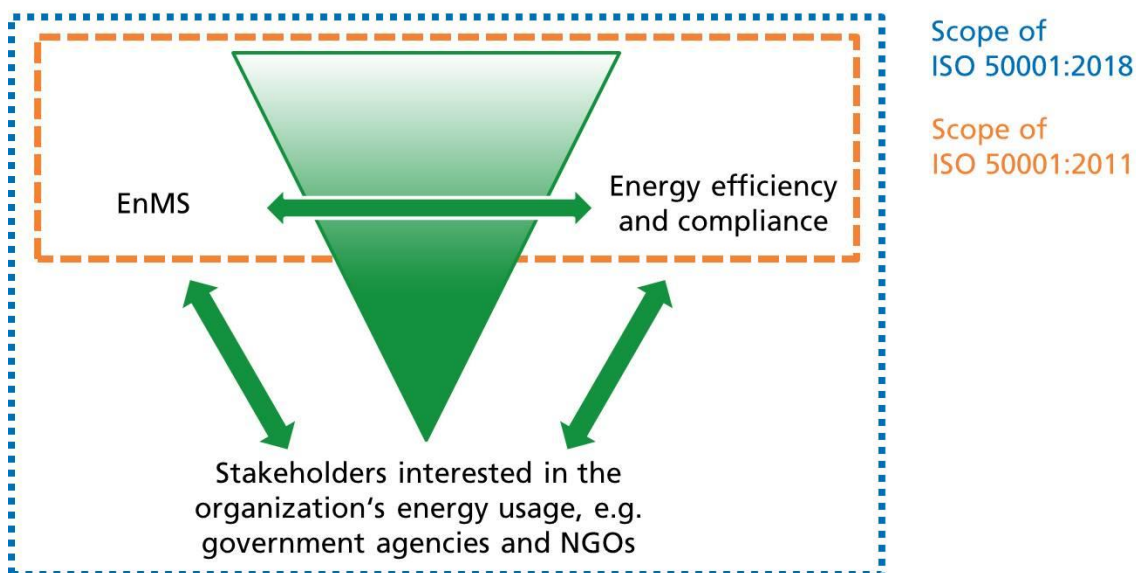 Scope of
ISO 50001:2018
Scope of
ISO 50001:2011
EnMS
Energy efficiency
and compliance
Stakeholders interested in the
organization‘s energy usage, e.g.
government agencies and NGOs